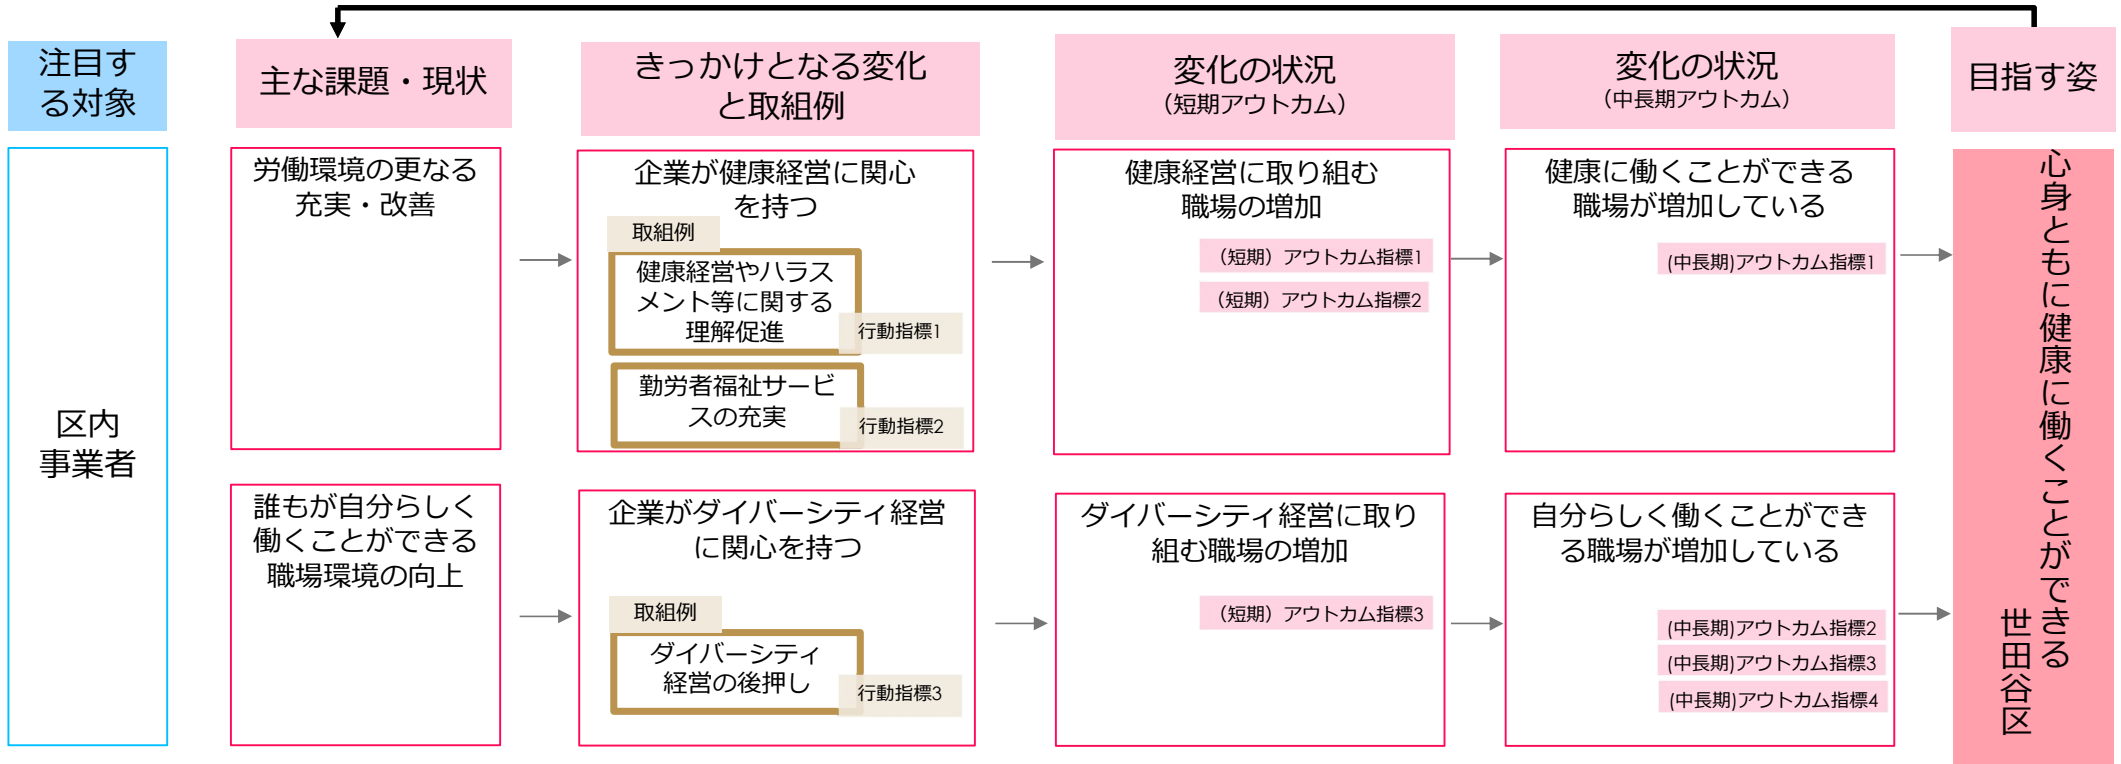 注目す
る対象
主な課題・現状
きっかけとなる変化
と取組例
変化の状況
（短期アウトカム）
変化の状況
（中長期アウトカム）
目指す姿
区内
事業者
労働環境の更なる
充実・改善
企業が健康経営に関心
を持つ
取組例
健康経営やハラス
メント等に関する
理解促進
行動指標1
勤労者福祉サービ
スの充実
行動指標2
健康経営に取り組む
職場の増加
（短期）アウトカム指標1
（短期）アウトカム指標2
健康に働くことができる
職場が増加している
(中長期)アウトカム指標1
誰もが自分らしく
働くことができる
職場環境の向上
企業がダイバーシティ経営
に関心を持つ
取組例
ダイバーシティ
経営の後押し
行動指標3
ダイバーシティ経営に取り
組む職場の増加
（短期）アウトカム指標3
自分らしく働くことができ
る職場が増加している
(中長期)アウトカム指標2
(中長期)アウトカム指標3
(中長期)アウトカム指標4
心身ともに健康に働くことができる
世田谷区